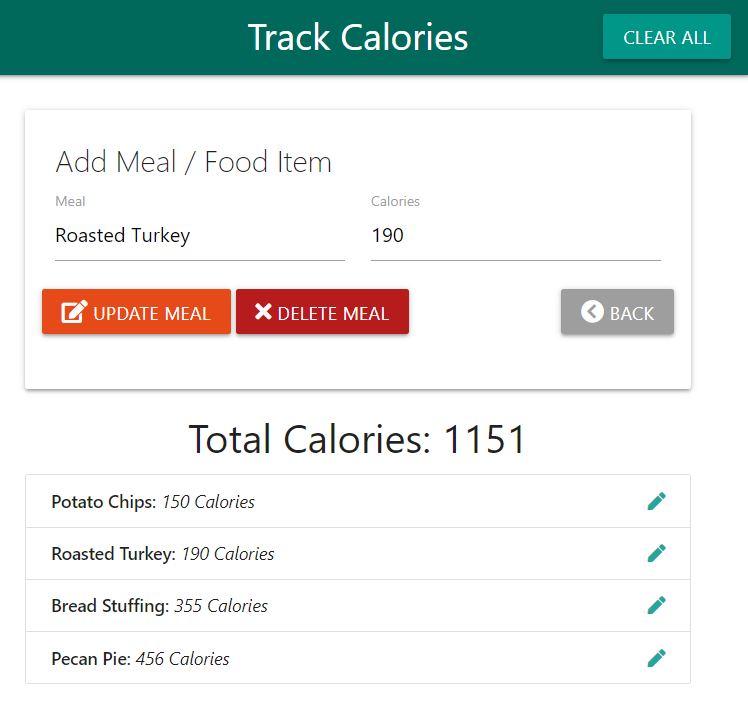 Track Calories
CLEAR ALL
Add Meal / Food Item
Meal Calories
Roasted Turkey 190
UPDATE MEAL DELETE MEAL BACK
Total Calories: 1151
Potato Chips: 150 Calories
Roasted Turkey: 190 Calories
Bread Stuffing: 355 Calories
Pecan Pie: 456 Calories